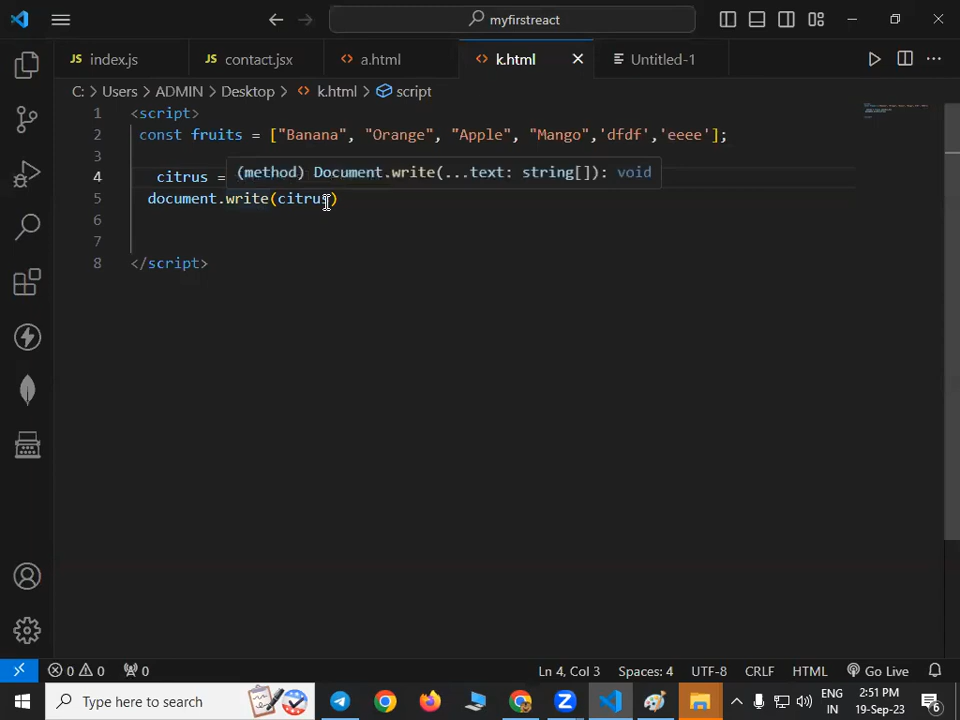 myfirstreact
JS index.js
JS contact.jsx
<> a.html
<> k.html
Untitled-1
C: > Users > ADMIN > Desktop > <> k.html > script
1 <script>
2 const fruits = ["Banana", "Orange", "Apple", "Mango",'dfdf','eeee'];
3
(method) Document.write(...text: string[]): void
4 citrus =
5 document.write(citrus)
6
7
8 </script>
0 0 0
Ln 4, Col 3 Spaces: 4 UTF-8 CRLF HTML Go Live
Type here to search
ENG
IN
2:51 PM
19-Sep-23
6